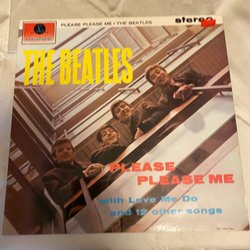 PARLOPHONE
PLEASE PLEASE ME • THE BEATLES
stereo
THE BEATLES
PLEASE
PLEASE ME
with Love Me Do
and 12 other songs